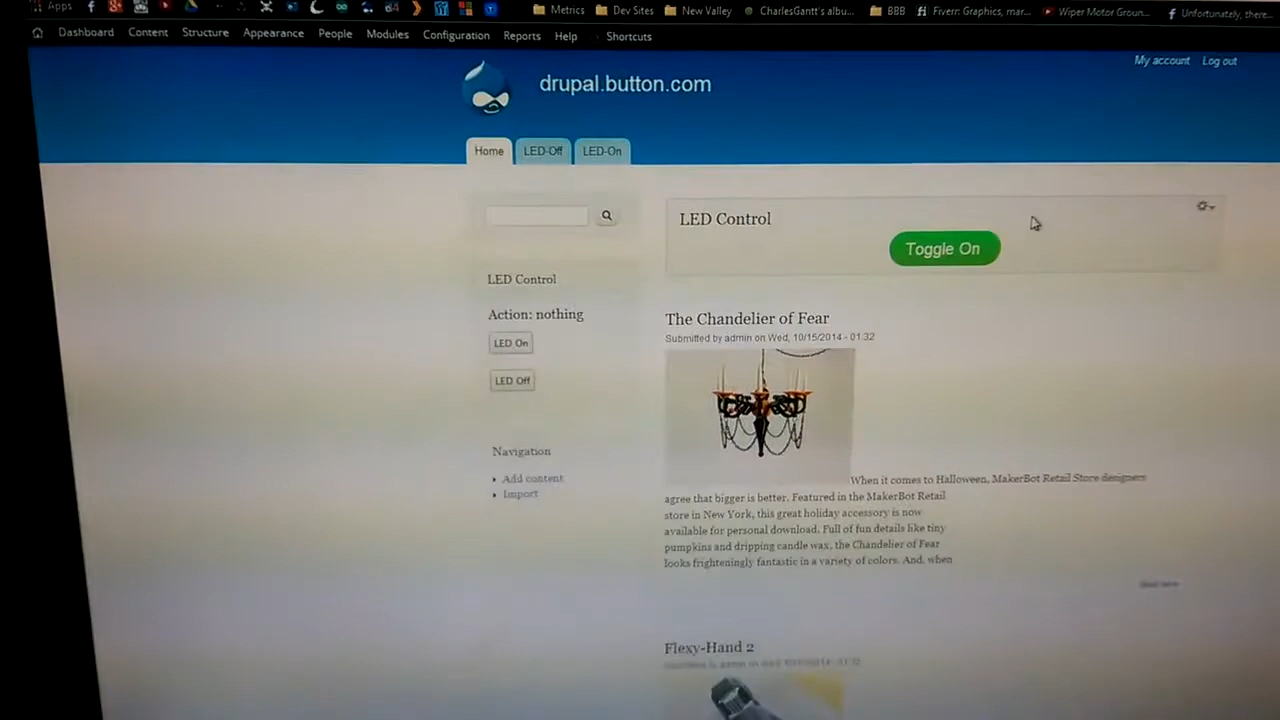 Apps
Metrics
Dev Sites
New Valley
CharlesGantt's albu...
BBB
Fiverr: Graphics, mar...
Wiper Motor Groun...
Unfortunately, there...
Dashboard Content Structure Appearance People Modules Configuration Reports Help Shortcuts
My account Log out
drupal.button.com
Home LED-Off LED-On
LED Control
Toggle On
LED Control
Action: nothing
LED On
LED Off
Navigation
Add content
Import
The Chandelier of Fear
Submitted by admin on Wed, 10/15/2014 - 01:32
When it comes to Halloween, MakerBot Retail Store designers
agree that bigger is better. Featured in the MakerBot Retail
store in New York, this great holiday accessory is now
available for personal download. Full of fun details like tiny
pumpkins and dripping candle wax, the Chandelier of Fear
looks frighteningly fantastic in a variety of colors. And, when
Flexy-Hand 2